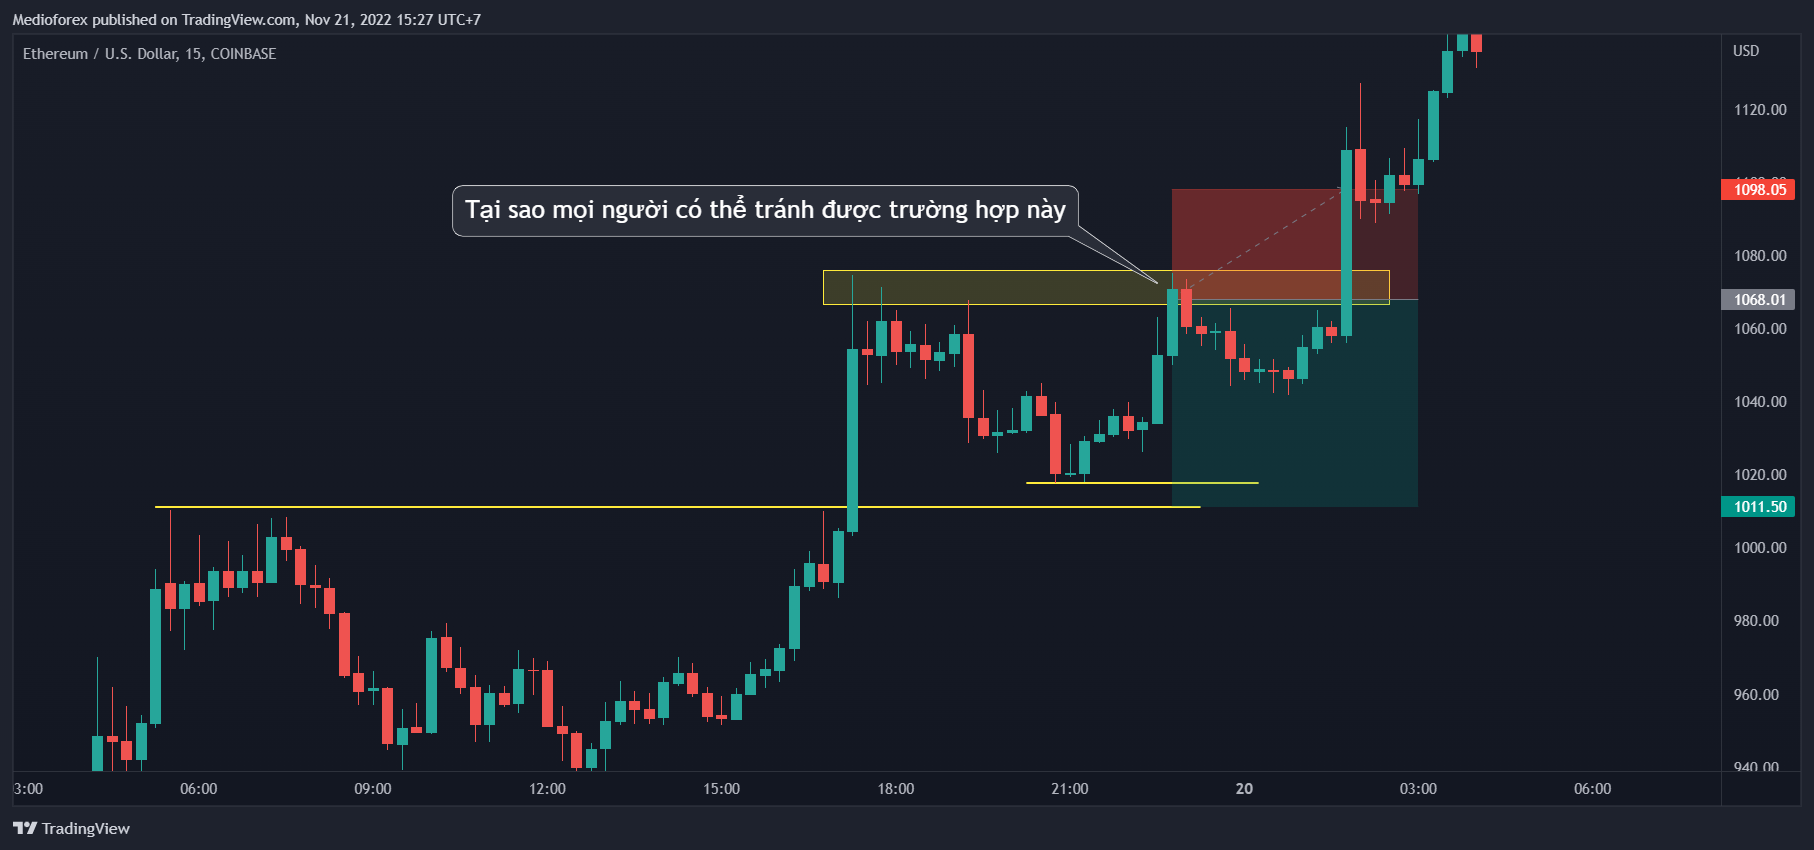 Medioforex published on TradingView.com, Nov 21, 2022 15:27 UTC+7
Ethereum / U.S. Dollar, 15, COINBASE
USD
1120.00
1098.05
1080.00
1068.01
1060.00
1040.00
1020.00
1011.50
1000.00
980.00
960.00
940.00
Tại sao mọi người có thể tránh được trường hợp này
3:00 06:00 09:00 12:00 15:00 18:00 21:00 20 03:00 06:00
TradingView